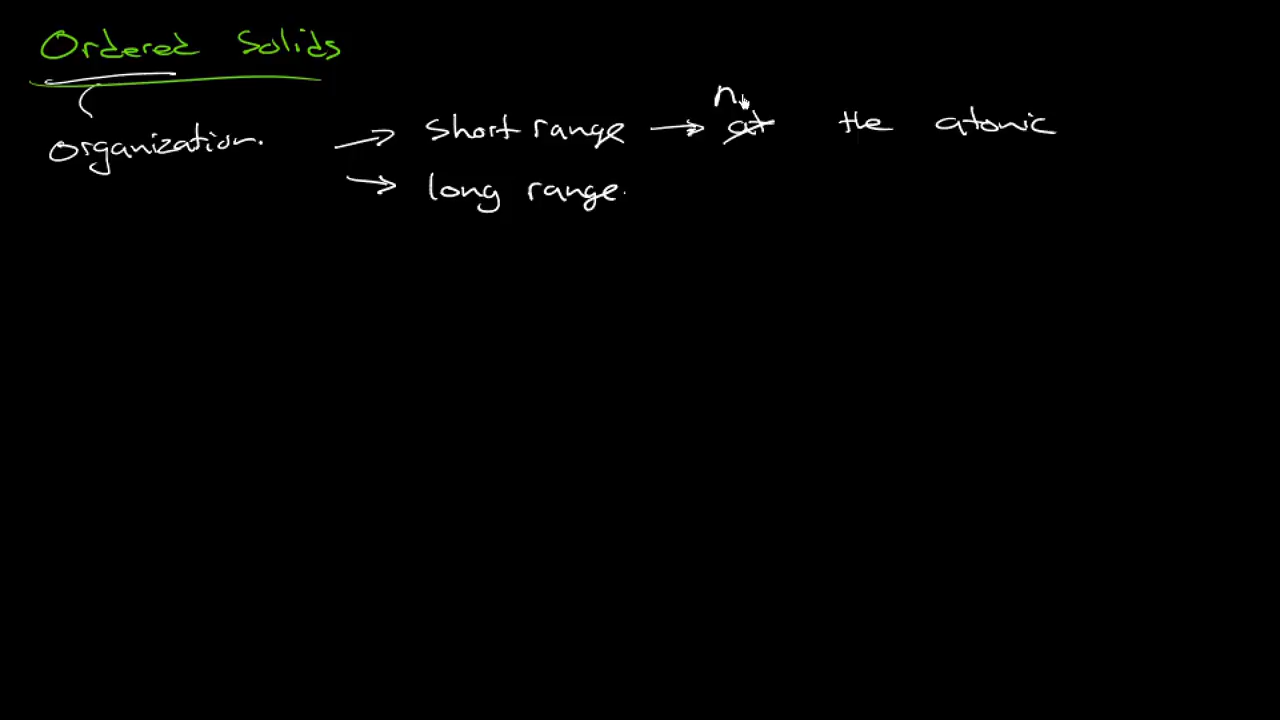 Ordered Solids
organization. → short range → n at the atomic
→ long range.